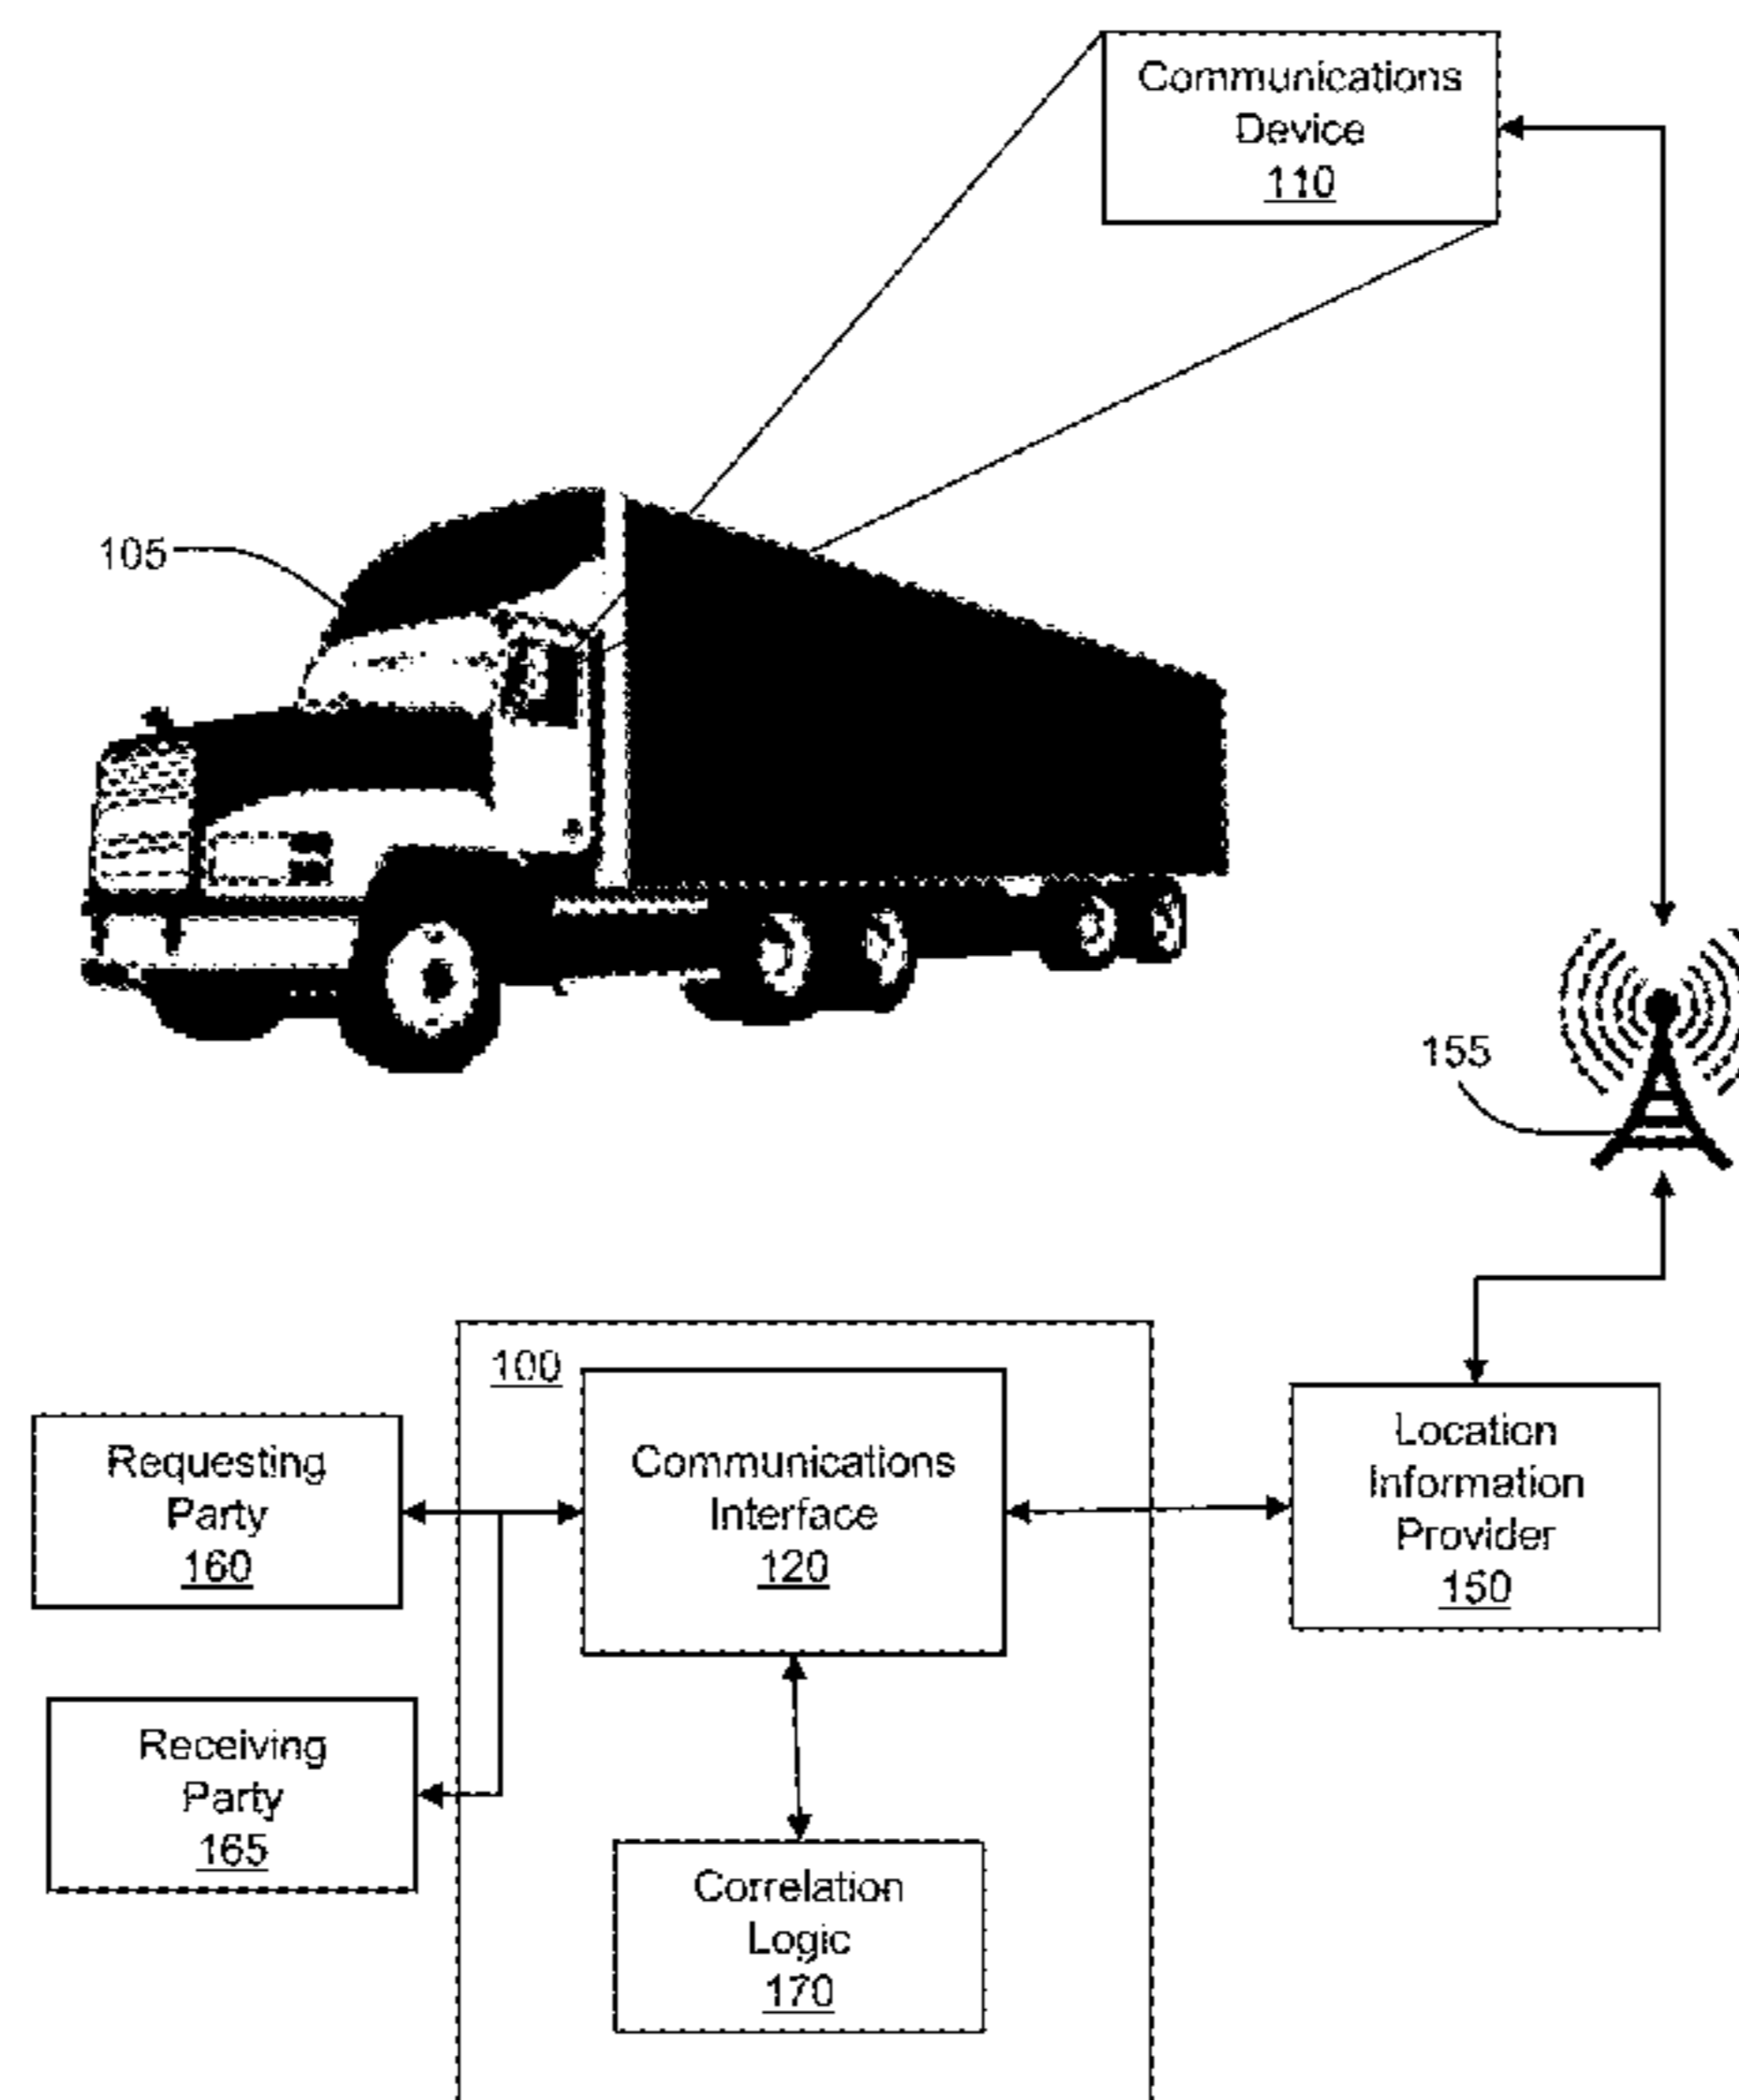 Communications
Device
110
105
155
100
Requesting
Party
160
Communications
Interface
120
Location
Information
Provider
150
Receiving
Party
165
Correlation
Logic
170